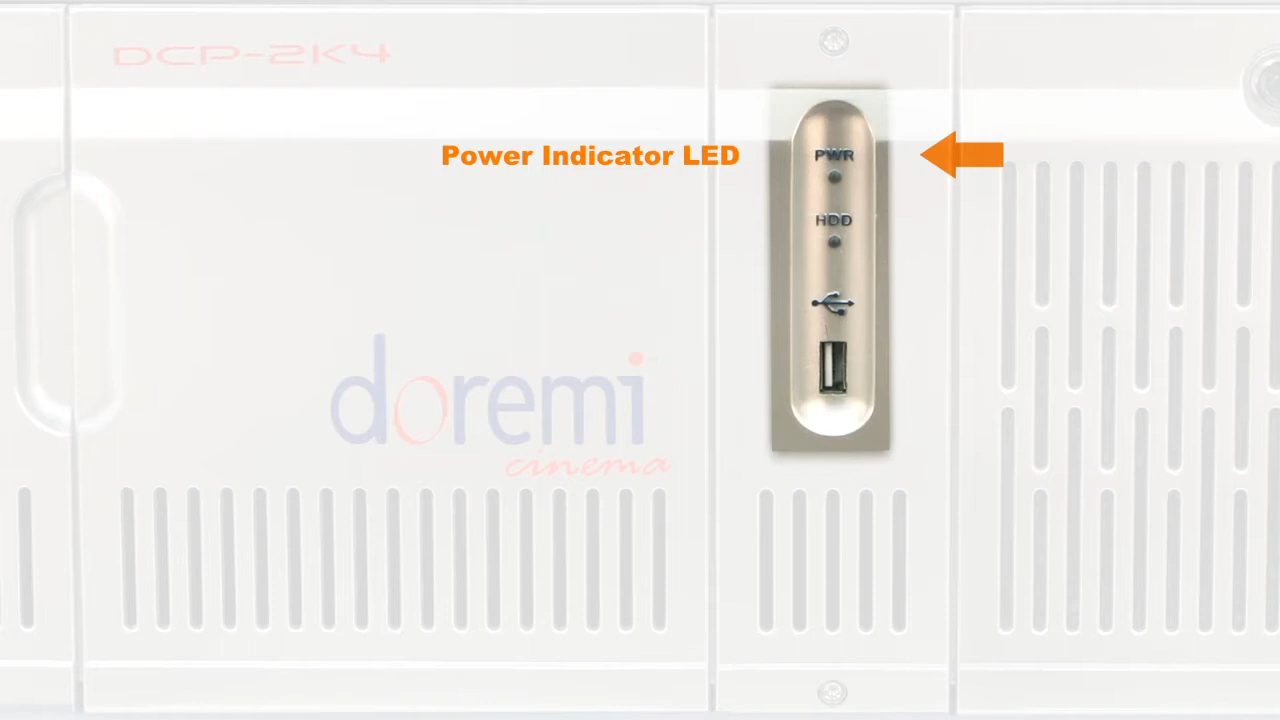 DCP-2K4
Power Indicator LED
PWR
HDD
doremi
cinema